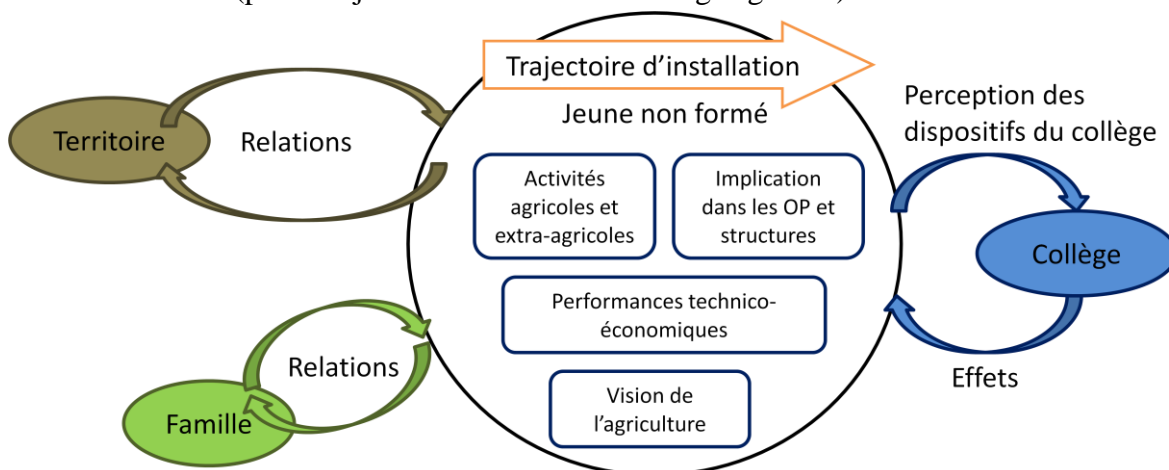 Trajectoire d'installation
Jeune non formé
Territoire
Relations
Activités
agricoles et
extra-agricoles
Implication
dans les OP et
structures
Performances technico-
économiques
Vision de
l'agriculture
Relations
Famille
Perception des
dispositifs du collège
Collège
Effets